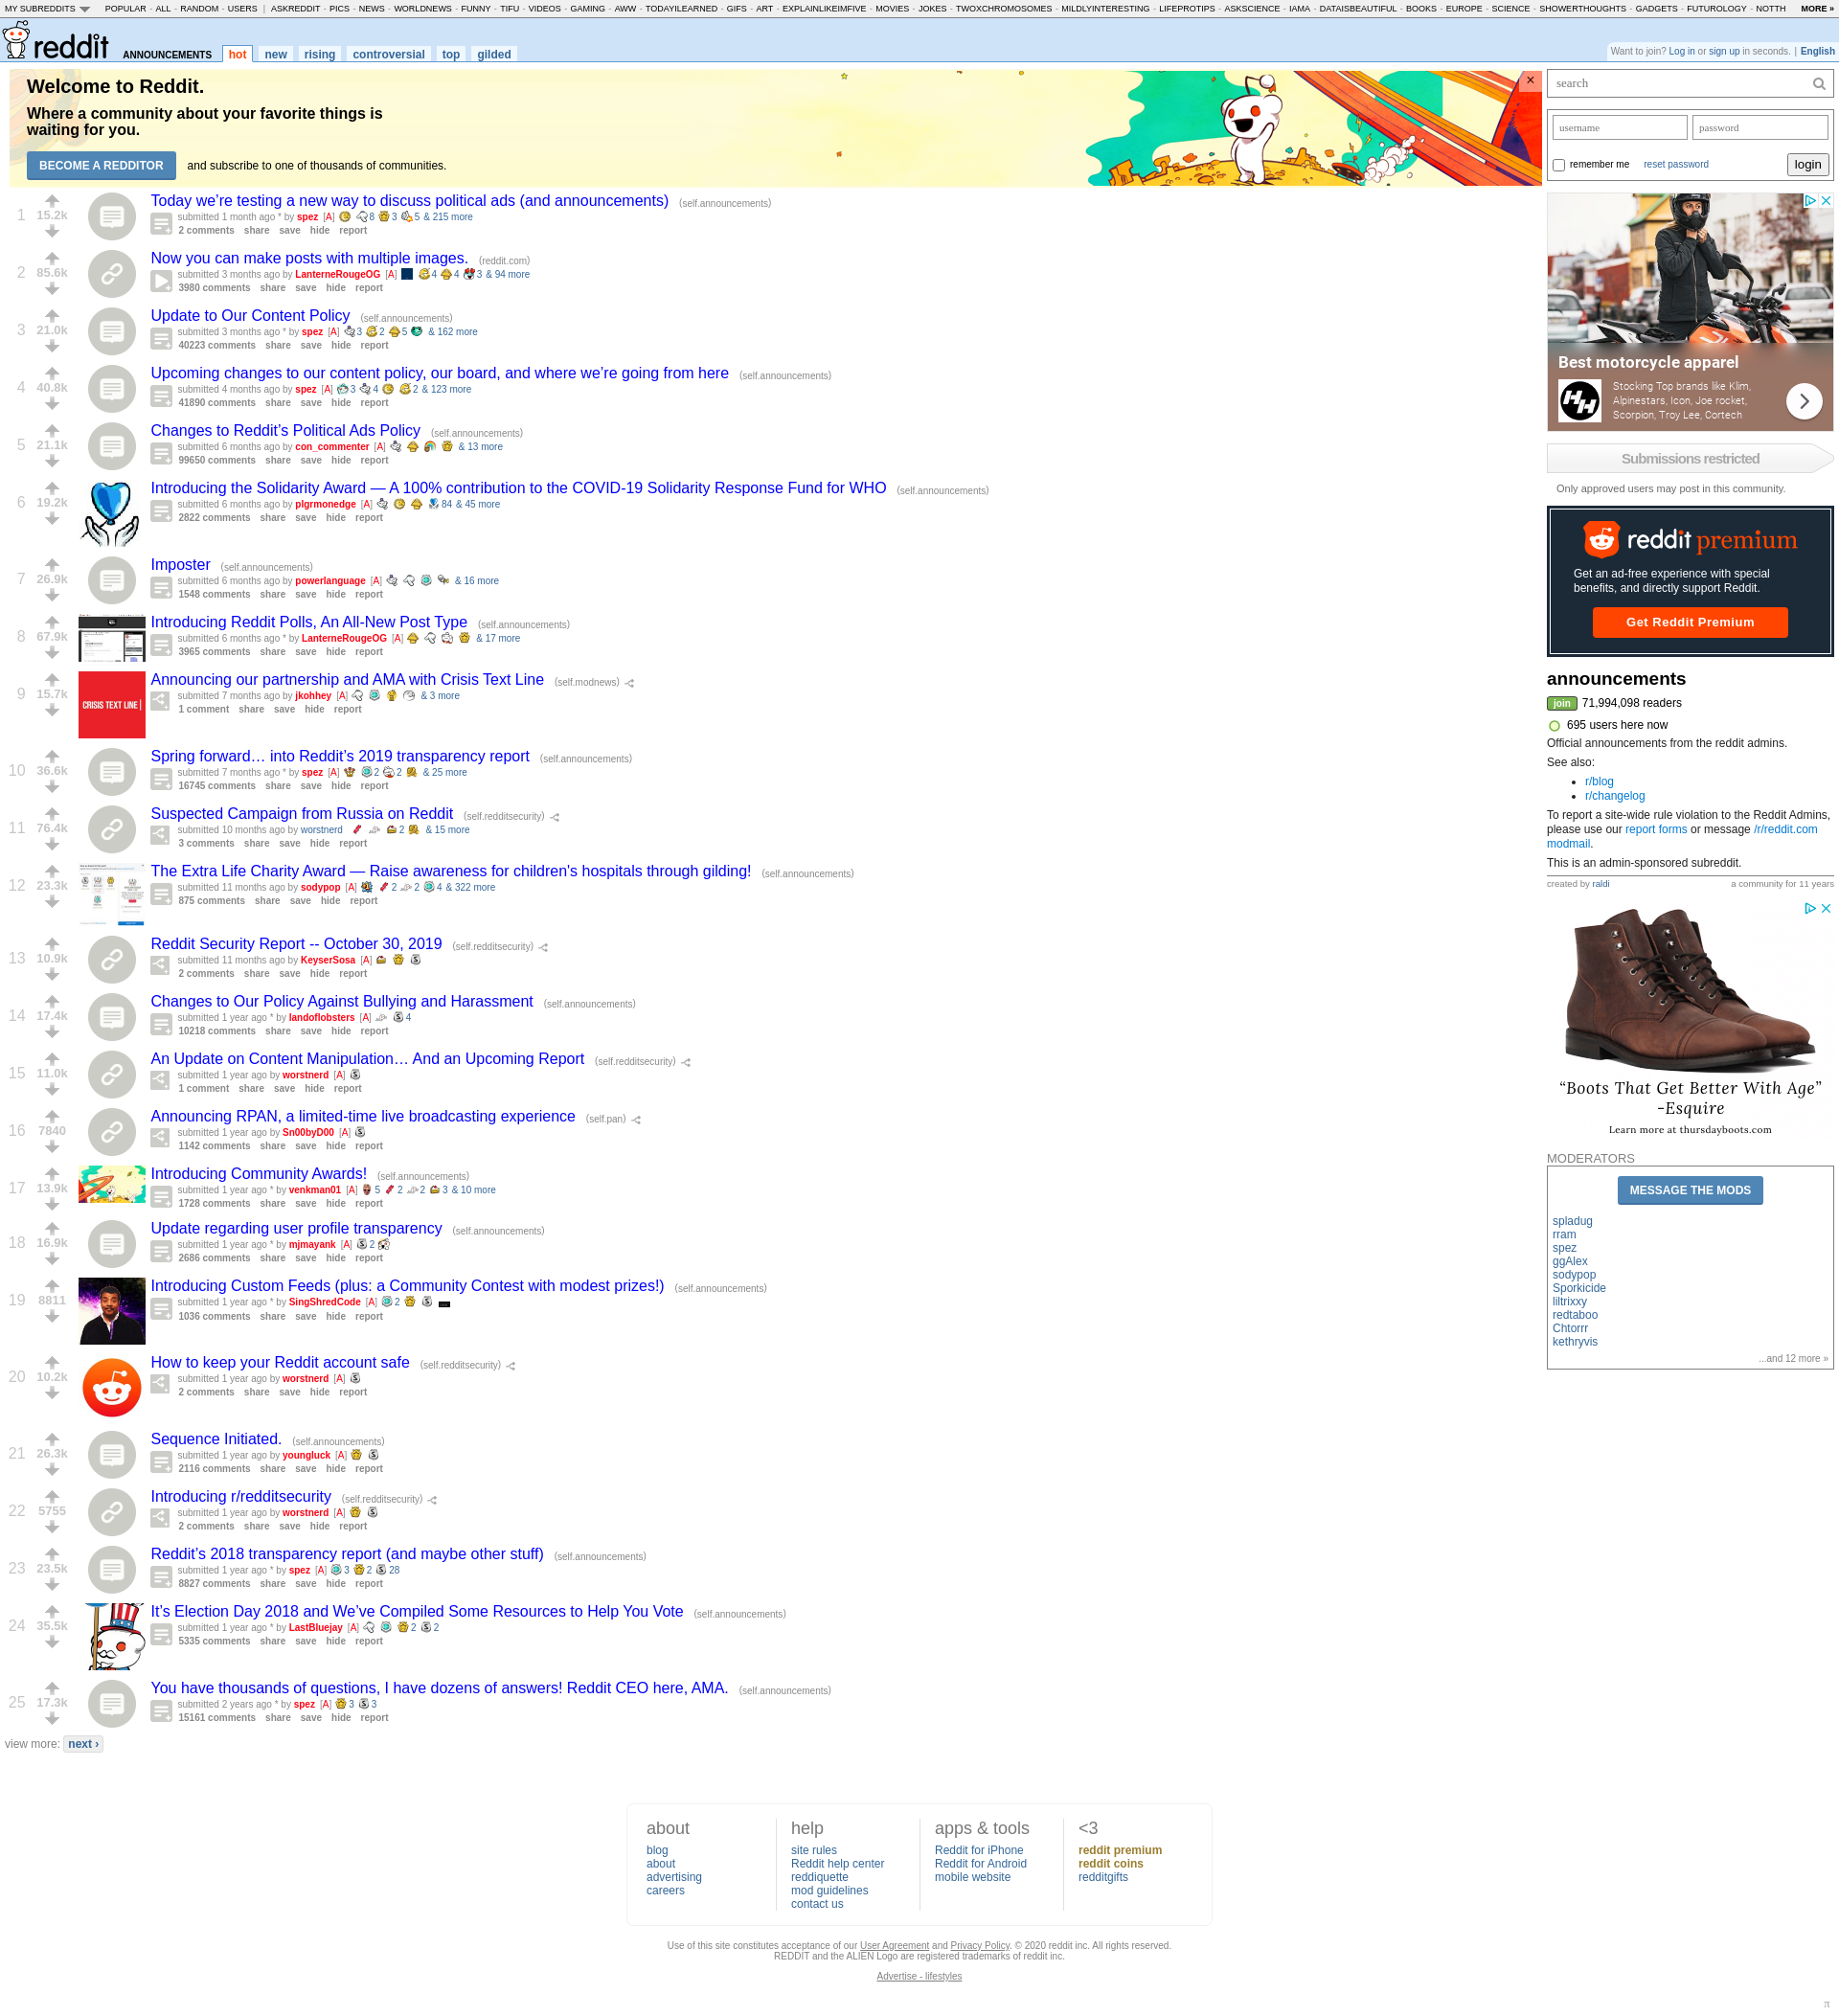 MY SUBREDDITS POPULAR - ALL - RANDOM - USERS | ASKREDDIT - PICS - NEWS - WORLDNEWS - FUNNY - TIFU - VIDEOS - GAMING - AWW - TODAYILEARNED - GIFS - ART - EXPLAINLIKEIMFIVE - MOVIES - JOKES - TWOXCHROMOSOMES - MILDLYINTERESTING - LIFEPROTIPS - ASKSCIENCE - IAMA - DATAISBEAUTIFUL - BOOKS - EUROPE - SCIENCE - SHOWERTHOUGHTS - GADGETS - FUTUROLOGY - NOTTH MORE »
reddit ANNOUNCEMENTS hot new rising controversial top gilded
Want to join? Log in or sign up in seconds. | English
Welcome to Reddit.
Where a community about your favorite things is
waiting for you.
BECOME A REDDITOR and subscribe to one of thousands of communities.
×
1 15.2k
Today we’re testing a new way to discuss political ads (and announcements) (self.announcements)
submitted 1 month ago * by spez [A] 8 3 5 & 215 more
2 comments share save hide report
2 85.6k
Now you can make posts with multiple images. (reddit.com)
submitted 3 months ago by LanterneRougeOG [A] 4 4 3 & 94 more
3980 comments share save hide report
3 21.0k
Update to Our Content Policy (self.announcements)
submitted 3 months ago * by spez [A] 3 2 5 & 162 more
40223 comments share save hide report
4 40.8k
Upcoming changes to our content policy, our board, and where we’re going from here (self.announcements)
submitted 4 months ago by spez [A] 3 4 2 & 123 more
41890 comments share save hide report
5 21.1k
Changes to Reddit’s Political Ads Policy (self.announcements)
submitted 6 months ago by con_commenter [A] & 13 more
99650 comments share save hide report
6 19.2k
Introducing the Solidarity Award — A 100% contribution to the COVID-19 Solidarity Response Fund for WHO (self.announcements)
submitted 6 months ago by plgrmonedge [A] 84 & 45 more
2822 comments share save hide report
7 26.9k
Imposter (self.announcements)
submitted 6 months ago by powerlanguage [A] & 16 more
1548 comments share save hide report
8 67.9k
Introducing Reddit Polls, An All-New Post Type (self.announcements)
submitted 6 months ago * by LanterneRougeOG [A] & 17 more
3965 comments share save hide report
9 15.7k
CRISIS TEXT LINE |
Announcing our partnership and AMA with Crisis Text Line (self.modnews)
submitted 7 months ago by jkohhey [A] & 3 more
1 comment share save hide report
10 36.6k
Spring forward… into Reddit’s 2019 transparency report (self.announcements)
submitted 7 months ago * by spez [A] 2 2 & 25 more
16745 comments share save hide report
11 76.4k
Suspected Campaign from Russia on Reddit (self.redditsecurity)
submitted 10 months ago by worstnerd 2 & 15 more
3 comments share save hide report
12 23.3k
The Extra Life Charity Award — Raise awareness for children's hospitals through gilding! (self.announcements)
submitted 11 months ago by sodypop [A] 2 2 4 & 322 more
875 comments share save hide report
13 10.9k
Reddit Security Report -- October 30, 2019 (self.redditsecurity)
submitted 11 months ago by KeyserSosa [A]
2 comments share save hide report
14 17.4k
Changes to Our Policy Against Bullying and Harassment (self.announcements)
submitted 1 year ago * by landoflobsters [A] 4
10218 comments share save hide report
15 11.0k
An Update on Content Manipulation… And an Upcoming Report (self.redditsecurity)
submitted 1 year ago by worstnerd [A]
1 comment share save hide report
16 7840
Announcing RPAN, a limited-time live broadcasting experience (self.pan)
submitted 1 year ago by Sn00byD00 [A]
1142 comments share save hide report
17 13.9k
Introducing Community Awards! (self.announcements)
submitted 1 year ago * by venkman01 [A] 5 2 2 3 & 10 more
1728 comments share save hide report
18 16.9k
Update regarding user profile transparency (self.announcements)
submitted 1 year ago * by mjmayank [A] 2
2686 comments share save hide report
19 8811
Introducing Custom Feeds (plus: a Community Contest with modest prizes!) (self.announcements)
submitted 1 year ago * by SingShredCode [A] 2
1036 comments share save hide report
20 10.2k
How to keep your Reddit account safe (self.redditsecurity)
submitted 1 year ago by worstnerd [A]
2 comments share save hide report
21 26.3k
Sequence Initiated. (self.announcements)
submitted 1 year ago by youngluck [A]
2116 comments share save hide report
22 5755
Introducing r/redditsecurity (self.redditsecurity)
submitted 1 year ago by worstnerd [A]
2 comments share save hide report
23 23.5k
Reddit’s 2018 transparency report (and maybe other stuff) (self.announcements)
submitted 1 year ago * by spez [A] 3 2 28
8827 comments share save hide report
24 35.5k
It’s Election Day 2018 and We’ve Compiled Some Resources to Help You Vote (self.announcements)
submitted 1 year ago * by LastBluejay [A] 2 2
5335 comments share save hide report
25 17.3k
You have thousands of questions, I have dozens of answers! Reddit CEO here, AMA. (self.announcements)
submitted 2 years ago * by spez [A] 3 3
15161 comments share save hide report
view more: next ›
search
username password
remember me reset password login
Best motorcycle apparel
Stocking Top brands like Klim,
Alpinestars, Icon, Joe rocket,
Scorpion, Troy Lee, Cortech
Submissions restricted
Only approved users may post in this community.
reddit premium
Get an ad-free experience with special
benefits, and directly support Reddit.
Get Reddit Premium
announcements
join 71,994,098 readers
695 users here now
Official announcements from the reddit admins.
See also:
• r/blog
• r/changelog
To report a site-wide rule violation to the Reddit Admins,
please use our report forms or message /r/reddit.com
modmail.
This is an admin-sponsored subreddit.
created by raldi a community for 11 years
“Boots That Get Better With Age”
-Esquire
Learn more at thursdayboots.com
MODERATORS
MESSAGE THE MODS
spladug
rram
spez
ggAlex
sodypop
Sporkicide
liltrixxy
redtaboo
Chtorrr
kethryvis
...and 12 more »
about
blog
about
advertising
careers
help
site rules
Reddit help center
reddiquette
mod guidelines
contact us
apps & tools
Reddit for iPhone
Reddit for Android
mobile website
<3
reddit premium
reddit coins
redditgifts
Use of this site constitutes acceptance of our User Agreement and Privacy Policy. © 2020 reddit inc. All rights reserved.
REDDIT and the ALIEN Logo are registered trademarks of reddit inc.
Advertise - lifestyles
π